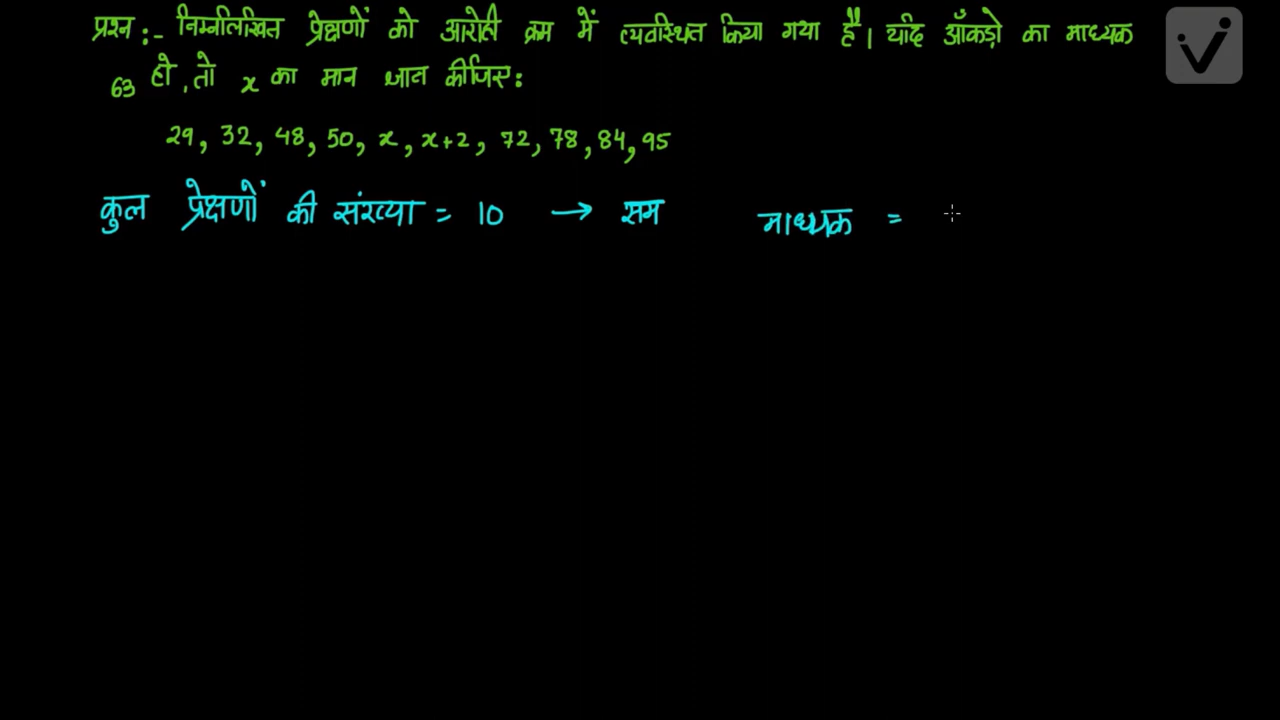 प्रश्न :- निम्नलिखित प्रेक्षणों को आरोही क्रम में व्यवस्थित किया गया है। यदि आँकड़ो का माध्यक
63 हो, तो x का मान ज्ञात कीजिए :
29, 32, 48, 50, x, x+2, 72, 78, 84, 95
कुल प्रेक्षणों की संख्या = 10 → सम माध्यक =